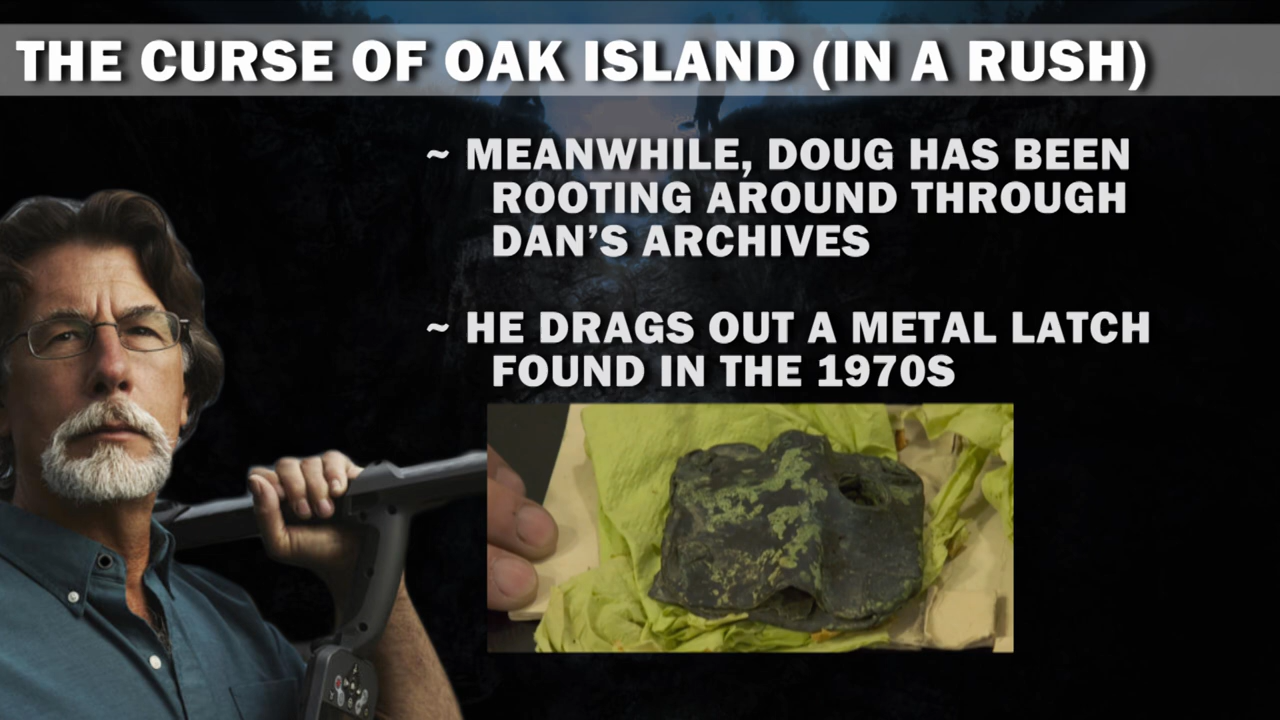 THE CURSE OF OAK ISLAND (IN A RUSH)
~ MEANWHILE, DOUG HAS BEEN
ROOTING AROUND THROUGH
DAN’S ARCHIVES
~ HE DRAGS OUT A METAL LATCH
FOUND IN THE 1970S